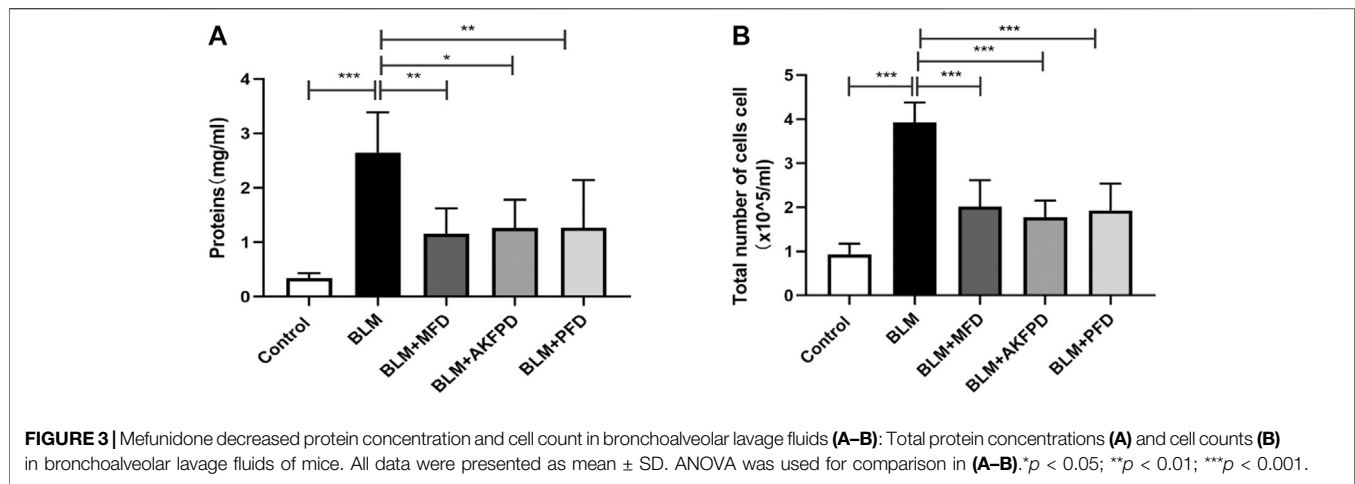 A
**
*
*** **
Proteins (mg/ml)
4
3
2
1
0
Control
BLM
BLM+MFD
BLM+AKFPD
BLM+PFD
B
***
***
*** ***
Total number of cells cell
(x10^5/ml)
5
4
3
2
1
0
Control
BLM
BLM+MFD
BLM+AKFPD
BLM+PFD
FIGURE 3 | Mefunidone decreased protein concentration and cell count in bronchoalveolar lavage fluids (A–B): Total protein concentrations (A) and cell counts (B)
in bronchoalveolar lavage fluids of mice. All data were presented as mean ± SD. ANOVA was used for comparison in (A–B).*p < 0.05; **p < 0.01; ***p < 0.001.